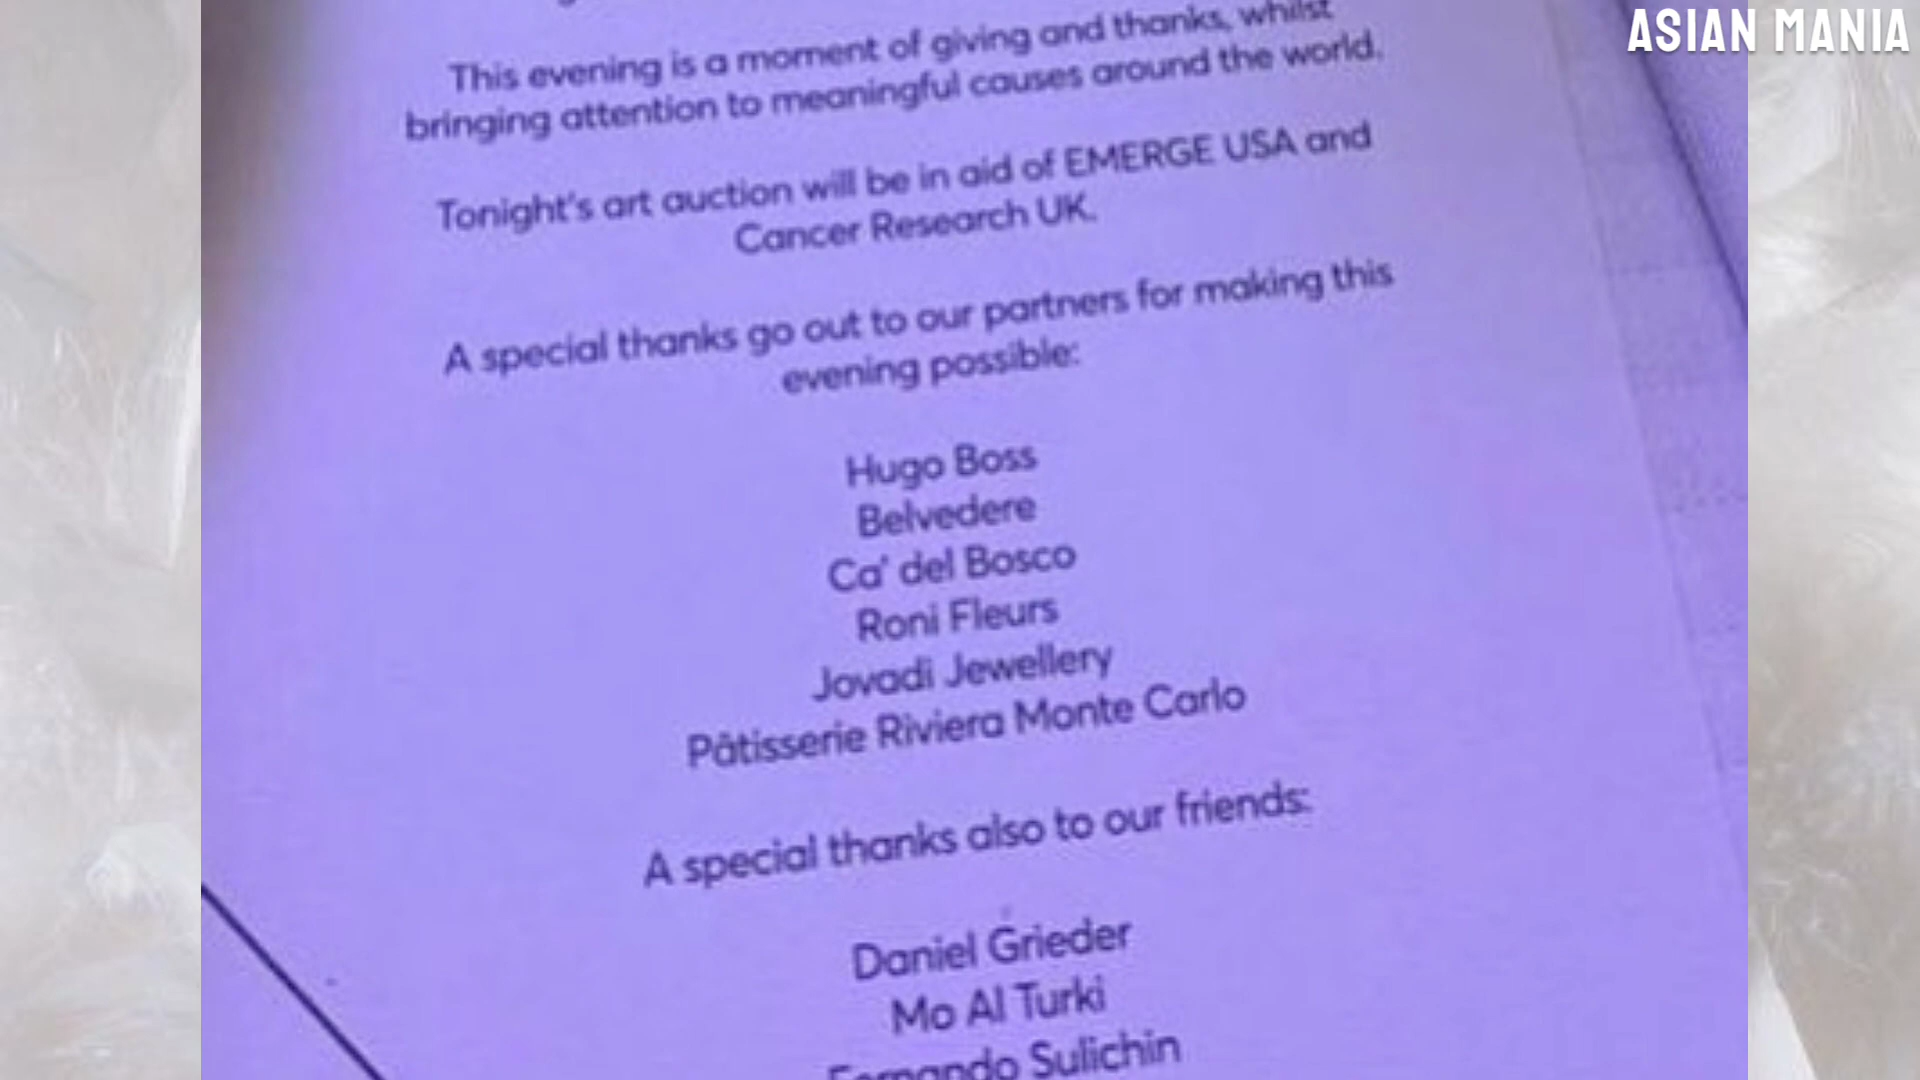 ASIAN MANIA
This evening is a moment of giving and thanks, whilst
bringing attention to meaningful causes around the world.
Tonight's art auction will be in aid of EMERGE USA and
Cancer Research UK.
A special thanks go out to our partners for making this
evening possible:
Hugo Boss
Belvedere
Ca' del Bosco
Roni Fleurs
Jovadi Jewellery
Pâtisserie Riviera Monte Carlo
A special thanks also to our friends:
Daniel Grieder
Mo Al Turki
Fernando Sulichin